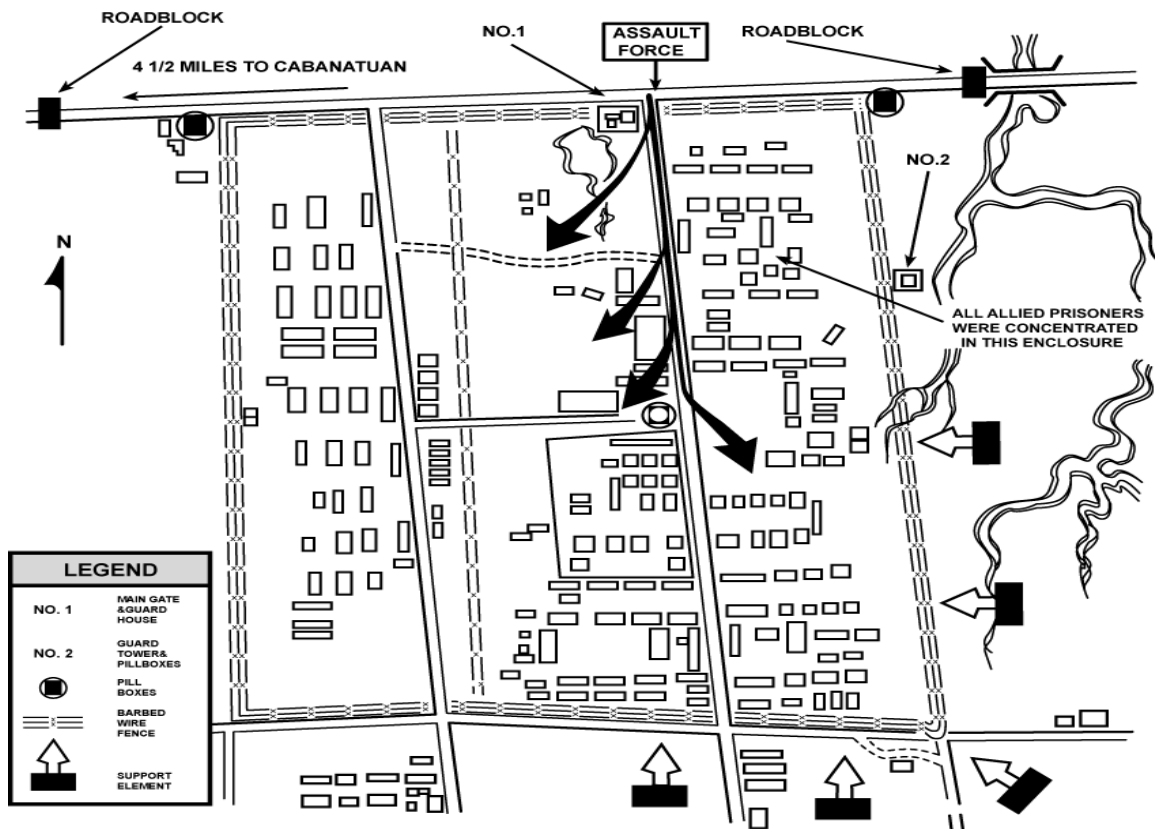 ROADBLOCK
NO.1
ASSAULT
FORCE
ROADBLOCK
4 1/2 MILES TO CABANATUAN
NO.2
N
ALL ALLIED PRISONERS
WERE CONCENTRATED
IN THIS ENCLOSURE
LEGEND
NO. 1
MAIN GATE
&GUARD
HOUSE
NO. 2
GUARD
TOWER&
PILLBOXES
PILL
BOXES
BARBED
WIRE
FENCE
SUPPORT
ELEMENT